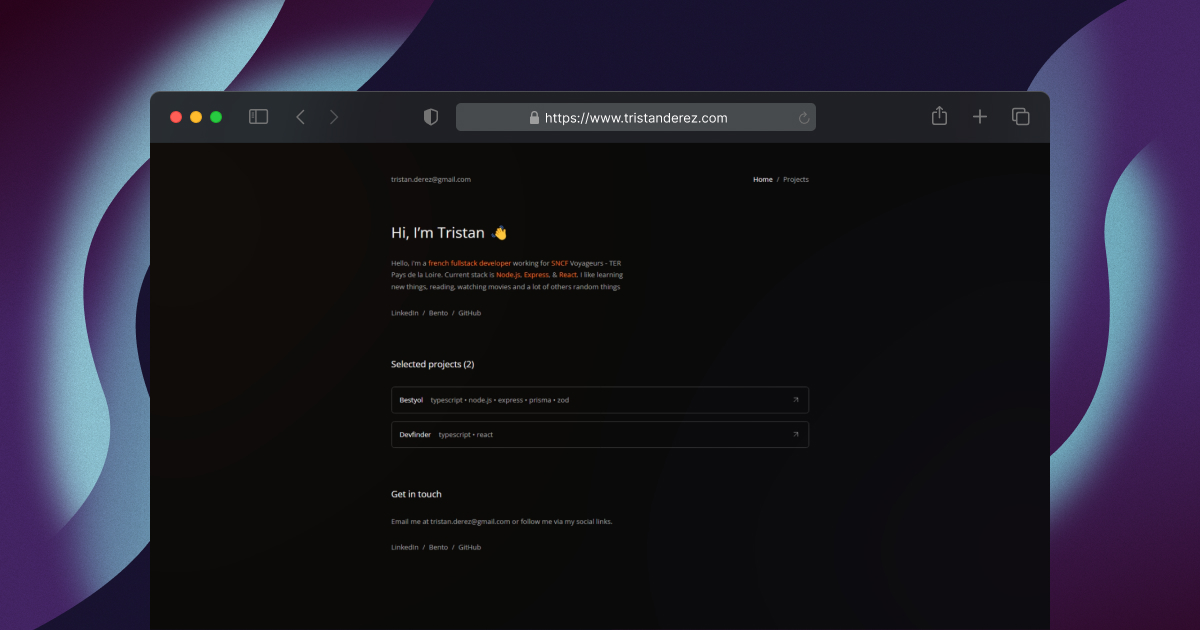 https://www.tristanderez.com
tristan.derez@gmail.com
Home / Projects
Hi, I'm Tristan 👋
Hello, i'm a french fullstack developer working for SNCF Voyageurs - TER
Pays de la Loire. Current stack is Node.js, Express, & React. I like learning
new things, reading, watching movies and a lot of others random things
LinkedIn / Bento / GitHub
Selected projects (2)
Bestyol typescript • node.js • express • prisma • zod
Devfinder typescript • react
Get in touch
Email me at tristan.derez@gmail.com or follow me via my social links.
LinkedIn / Bento / GitHub